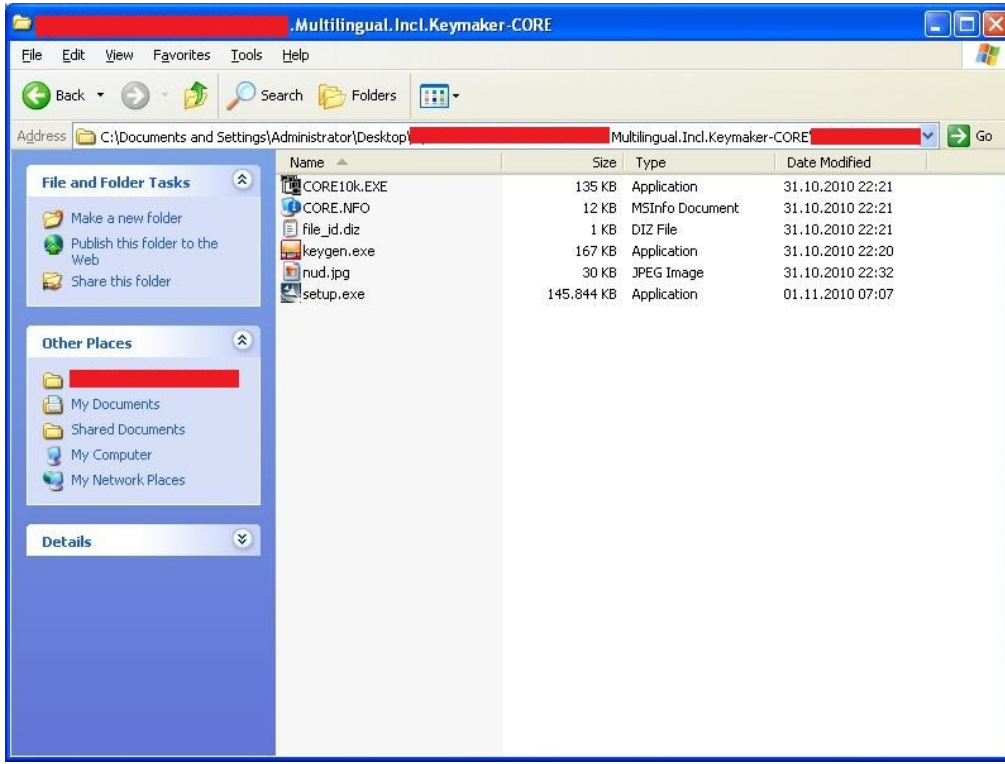 .Multilingual.Incl.Keymaker-CORE
File Edit View Favorites Tools Help
Back Search Folders
Address C:\Documents and Settings\Administrator\Desktop\ Multilingual.Incl.Keymaker-CORE\ Go
File and Folder Tasks
Make a new folder
Publish this folder to the
Web
Share this folder
Other Places
My Documents
Shared Documents
My Computer
My Network Places
Details
Name Size Type Date Modified
CORE10k.EXE 135 KB Application 31.10.2010 22:21
CORE.NFO 12 KB MSInfo Document 31.10.2010 22:21
file_id.diz 1 KB DIZ File 31.10.2010 22:21
keygen.exe 167 KB Application 31.10.2010 22:20
nud.jpg 30 KB JPEG Image 31.10.2010 22:32
setup.exe 145.844 KB Application 01.11.2010 07:07